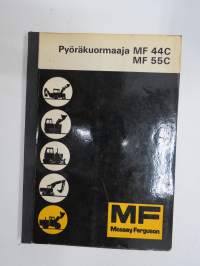 Pyöräkuormaaja MF 44C
MF 55C
MF
Massey Ferguson